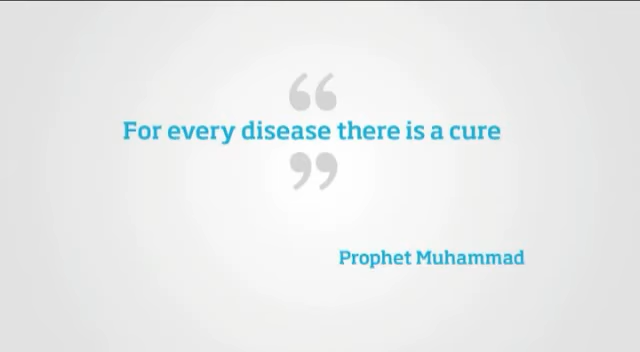 “
For every disease there is a cure
”
Prophet Muhammad